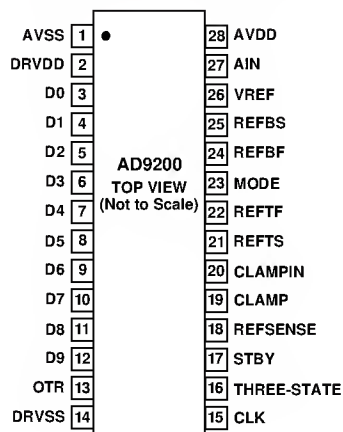 AVSS 1 28 AVDD
DRVDD 2 27 AIN
D0 3 26 VREF
D1 4 25 REFBS
D2 5 24 REFBF
AD9200
D3 6 23 MODE
TOP VIEW
(Not to Scale)
D4 7 22 REFTF
D5 8 21 REFTS
D6 9 20 CLAMPIN
D7 10 19 CLAMP
D8 11 18 REFSENSE
D9 12 17 STBY
OTR 13 16 THREE-STATE
DRVSS 14 15 CLK